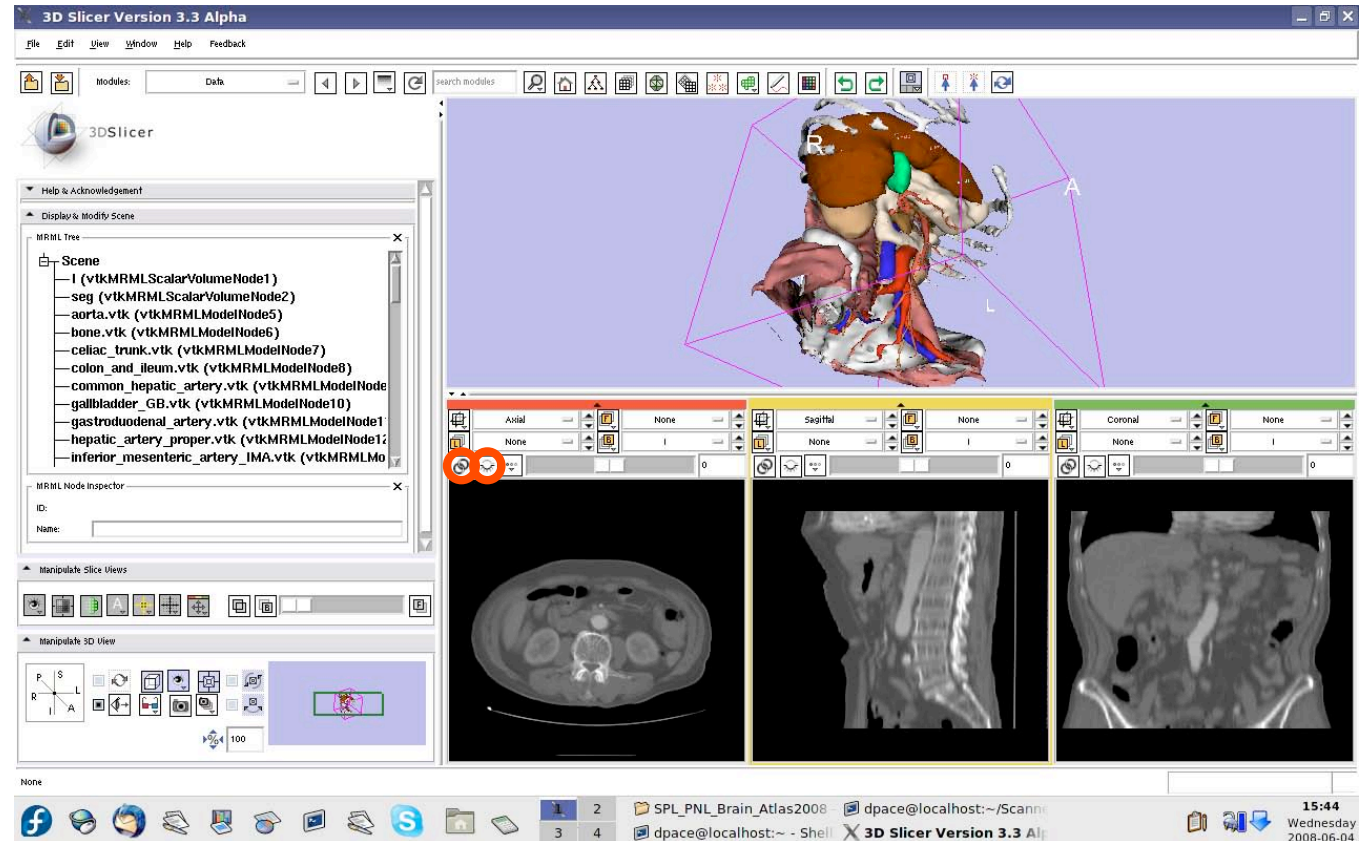 3D Slicer Version 3.3 Alpha
File Edit View Window Help Feedback
Modules: Data search modules
3DSlicer
Help & Acknowledgement
Display & Modify Scene
MRML Tree
Scene
I (vtkMRMLScalarVolumeNode1)
seg (vtkMRMLScalarVolumeNode2)
aorta.vtk (vtkMRMLModelNode5)
bone.vtk (vtkMRMLModelNode6)
celiac_trunk.vtk (vtkMRMLModelNode7)
colon_and_ileum.vtk (vtkMRMLModelNode8)
common_hepatic_artery.vtk (vtkMRMLModelNode
gallbladder_GB.vtk (vtkMRMLModelNode10)
gastroduodenal_artery.vtk (vtkMRMLModelNode1
hepatic_artery_proper.vtk (vtkMRMLModelNode12
inferior_mesenteric_artery_IMA.vtk (vtkMRMLMo
MRML Node Inspector
ID:
Name:
Manipulate Slice Views
A B F
Manipulate 3D View
P S
R L
I A
% 100
R
A
L
Axial F None
L None B I
0
Sagittal F None
L None B I
0
Coronal F None
L None B I
0
None
1 2 SPL_PNL_Brain_Atlas2008 - dpace@localhost:~/Scann
3 4 dpace@localhost:~ - Shell 3D Slicer Version 3.3 Alp
15:44
Wednesday
2008-06-04